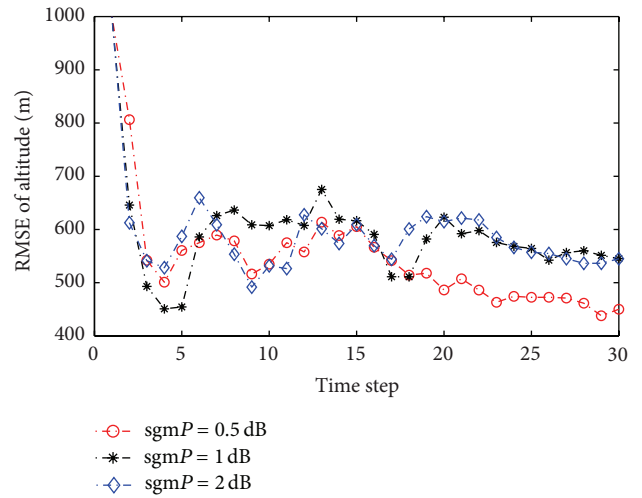 1000
900
800
700
600
500
400
RMSE of altitude (m)
0 5 10 15 20 25 30
Time step
sgmP = 0.5 dB
sgmP = 1 dB
sgmP = 2 dB